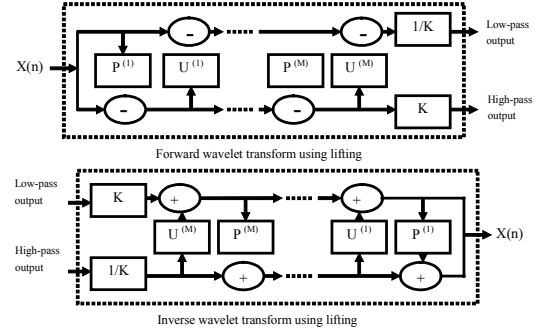 Low-pass
output
1/K
X(n)
P (1)
U (1)
P (M)
U (M)
K
High-pass
output
Forward wavelet transform using lifting
Low-pass
output
K
+
+
U (M)
P (M)
U (1)
P (1)
X(n)
High-pass
output
1/K
+
+
Inverse wavelet transform using lifting